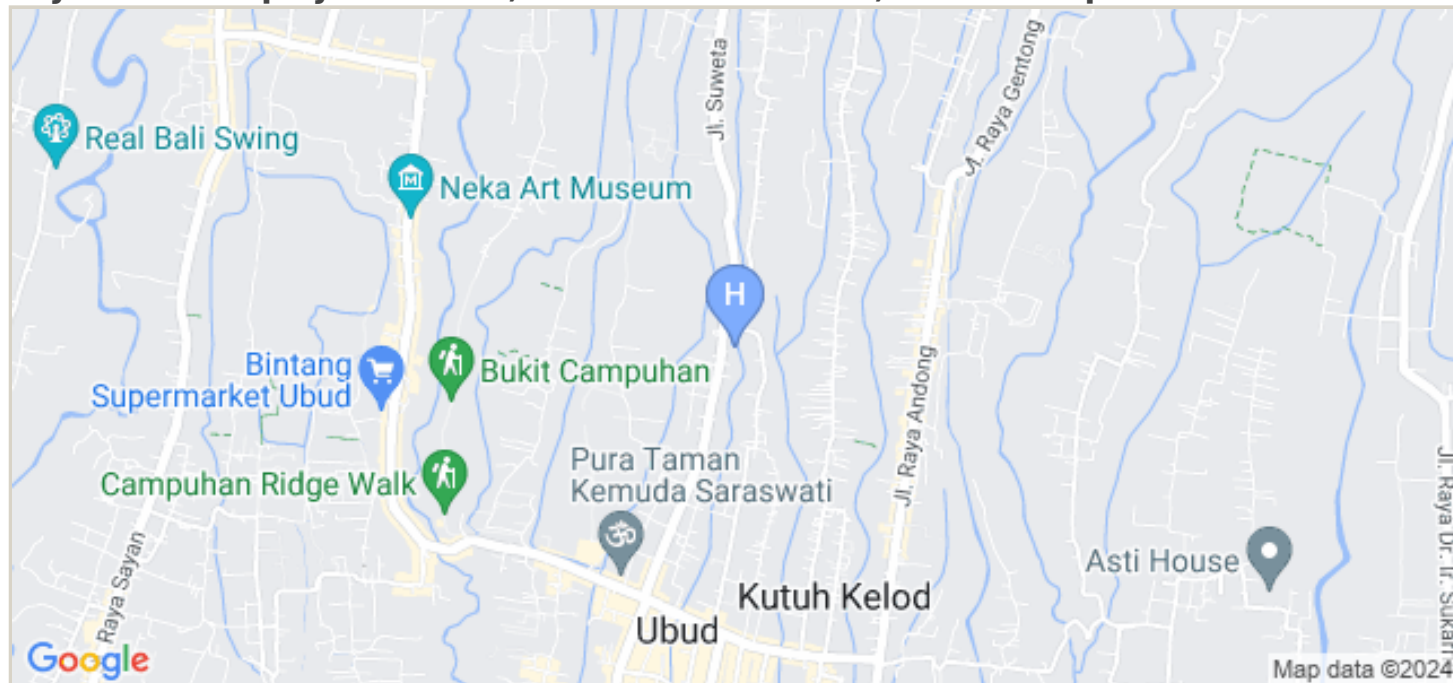 Jl. Suweta
Jl. Raya Gentong
Real Bali Swing
Neka Art Museum
H
Bintang
Supermarket Ubud
Bukit Campuhan
Jl. Raya Andong
Campuhan Ridge Walk
Pura Taman
Kemuda Saraswati
Raya Sayan
Asti House
Kutuh Kelod
Ubud
Google
Map data ©2024